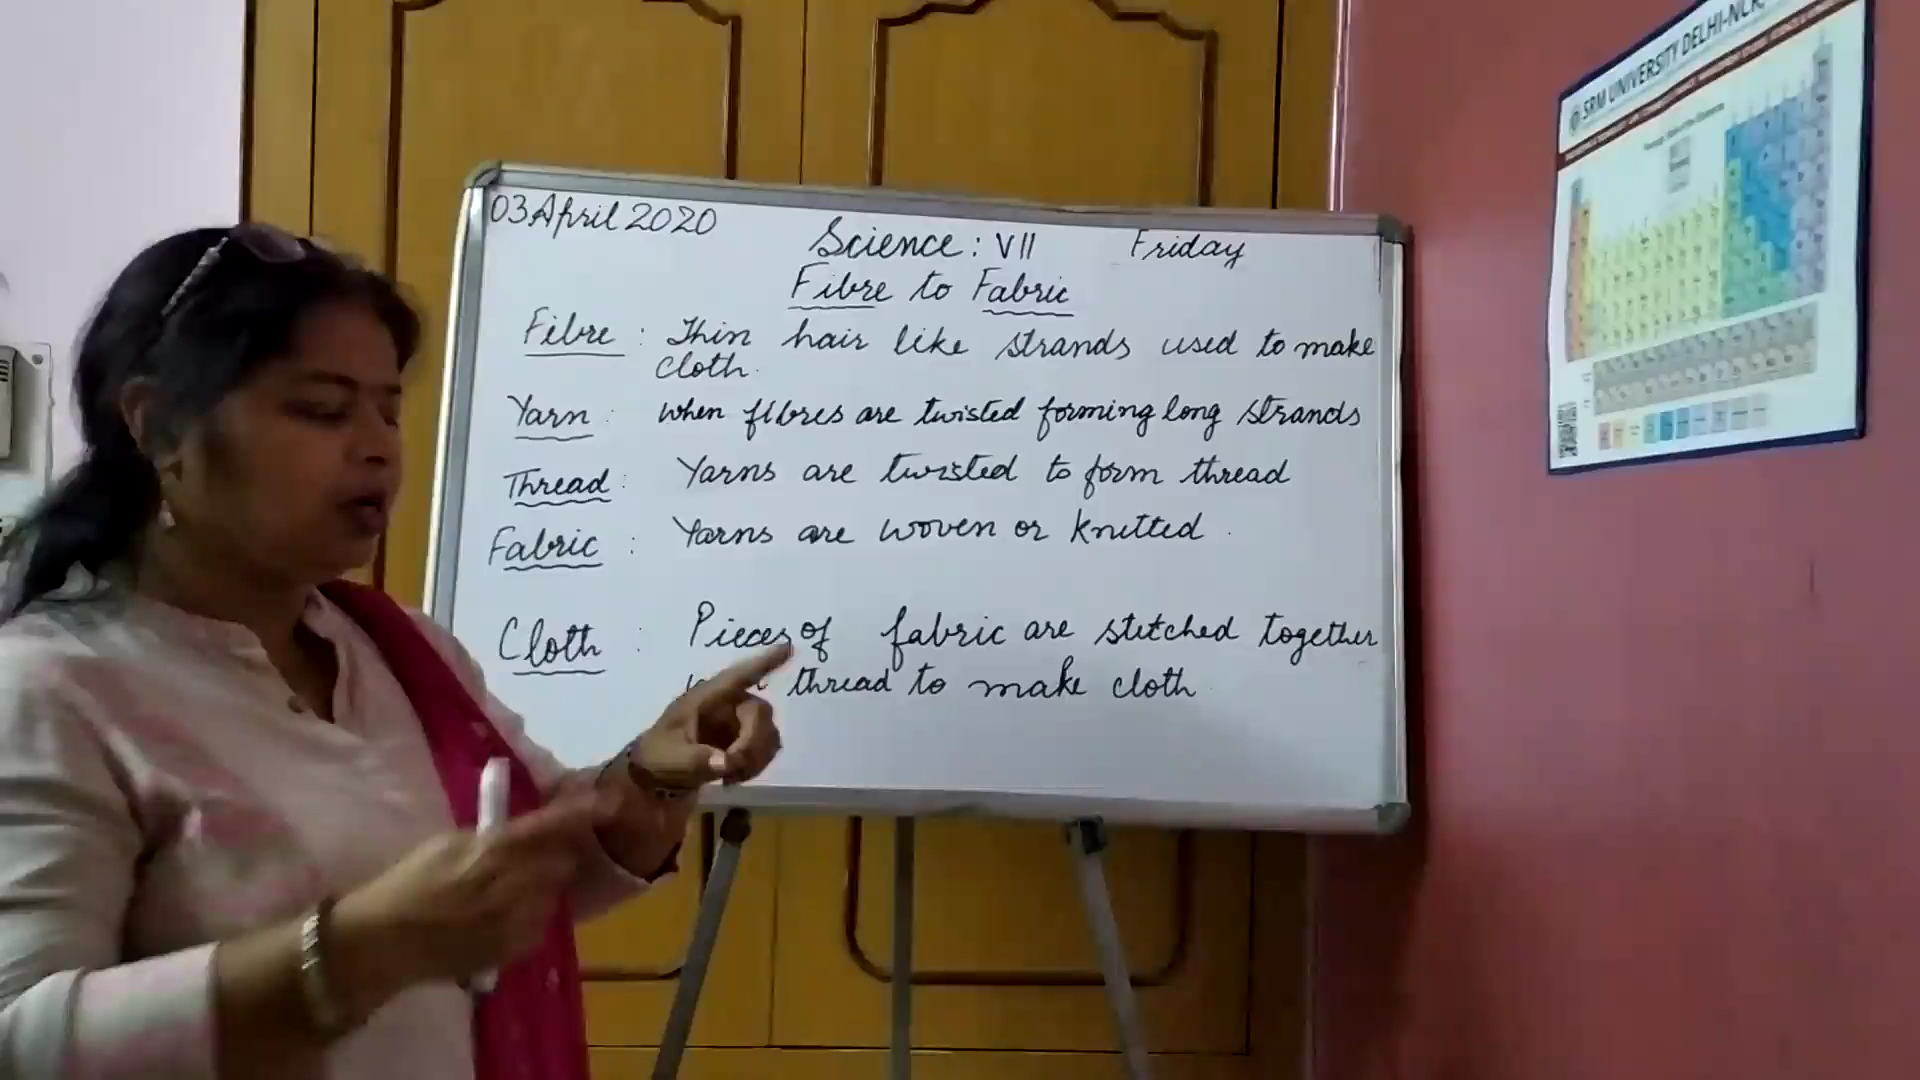 03 April 2020
Science: VII
Friday
Fibre to Fabric
Fibre : Thin hair like strands used to make
cloth.
Yarn : when fibres are twisted forming long strands
Thread : Yarns are twisted to form thread
Fabric : Yarns are woven or knitted.
Cloth : Pieces of fabric are stitched together
thread to make cloth
SRM UNIVERSITY DELHI-NCR,